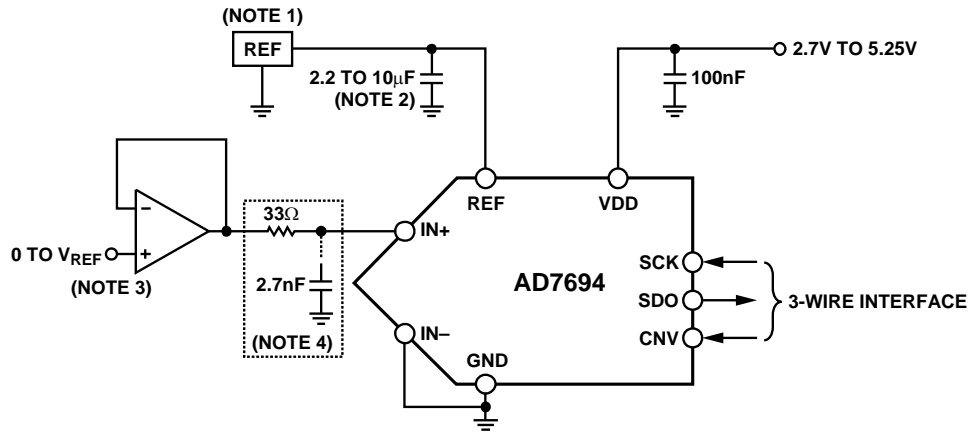 (NOTE 1)
REF
2.2 TO 10μF
(NOTE 2)
100nF
2.7V TO 5.25V
REF
VDD
33Ω
IN+
–
+
0 TO VREF
(NOTE 3)
2.7nF
(NOTE 4)
AD7694
SCK
SDO
CNV
3-WIRE INTERFACE
IN–
GND